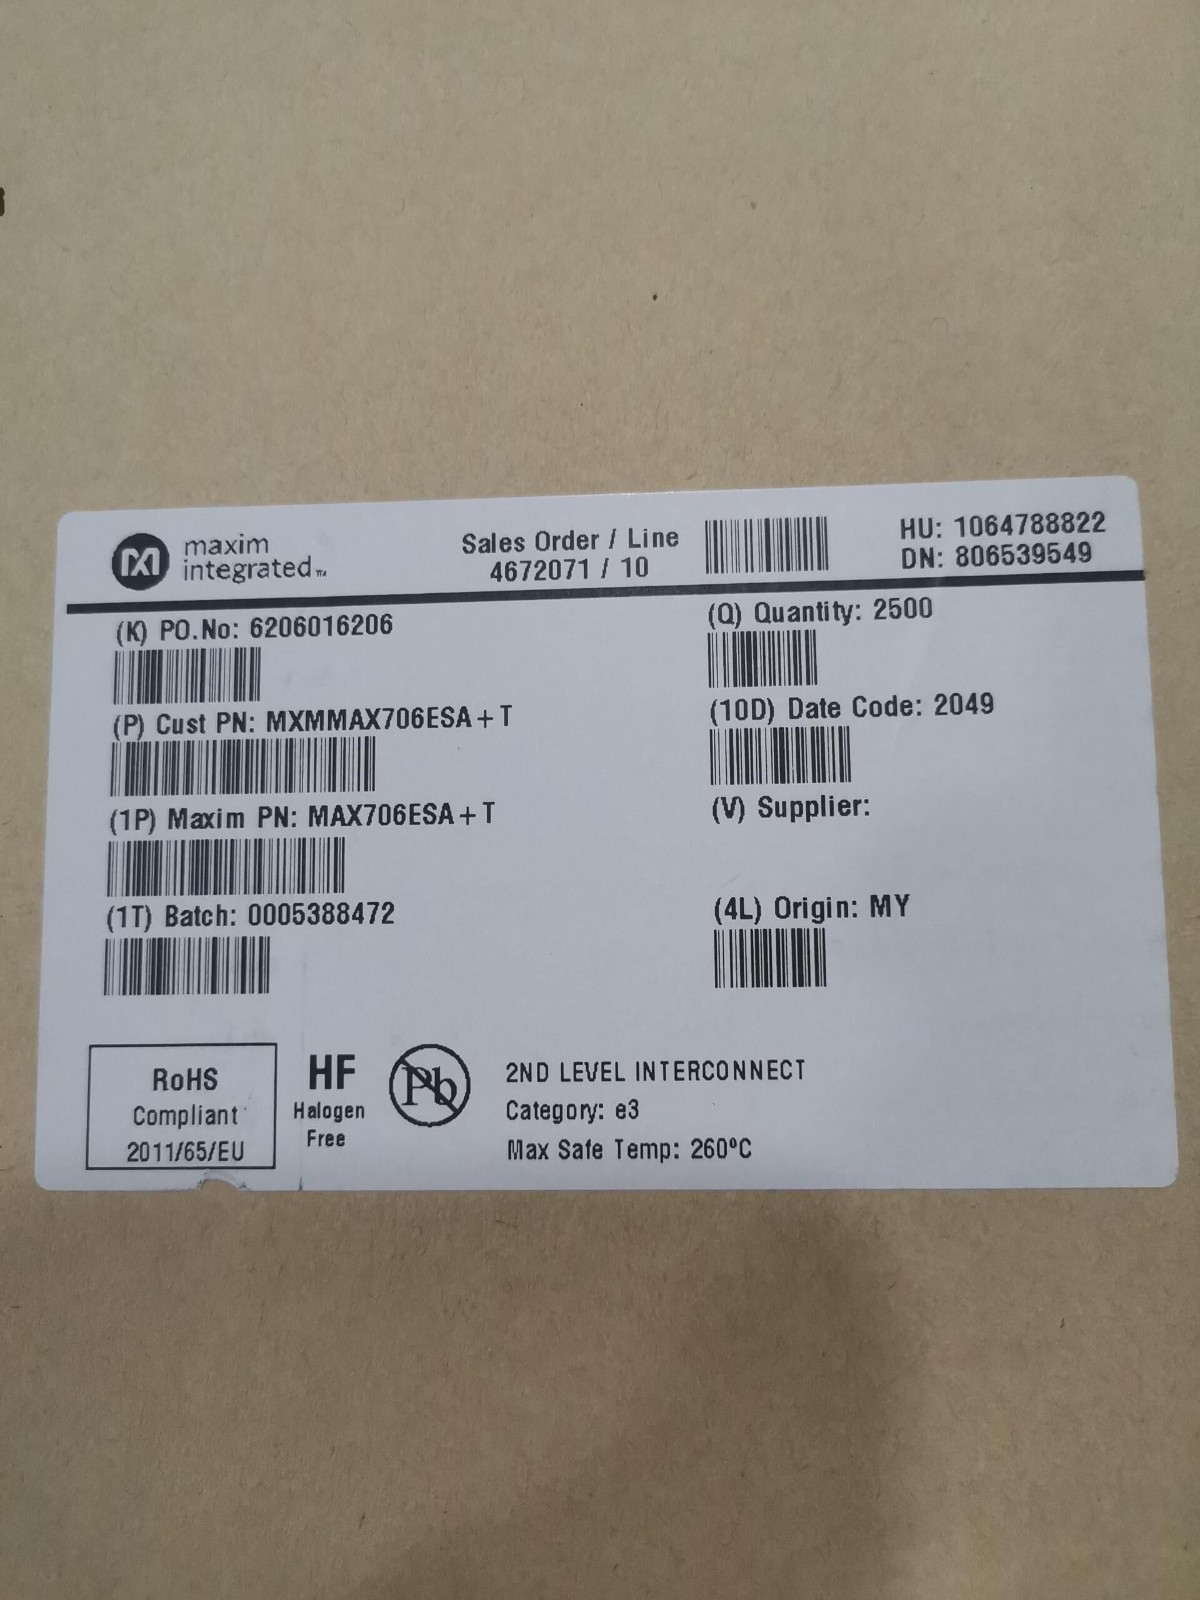 maxim
integrated™
Sales Order / Line
4672071 / 10
HU: 1064788822
DN: 806539549
(K) PO.No: 6206016206
(Q) Quantity: 2500
(P) Cust PN: MXMMAX706ESA+T
(10D) Date Code: 2049
(1P) Maxim PN: MAX706ESA+T
(V) Supplier:
(1T) Batch: 0005388472
(4L) Origin: MY
RoHS
Compliant
2011/65/EU
HF
Halogen
Free
Pb
2ND LEVEL INTERCONNECT
Category: e3
Max Safe Temp: 260ºC